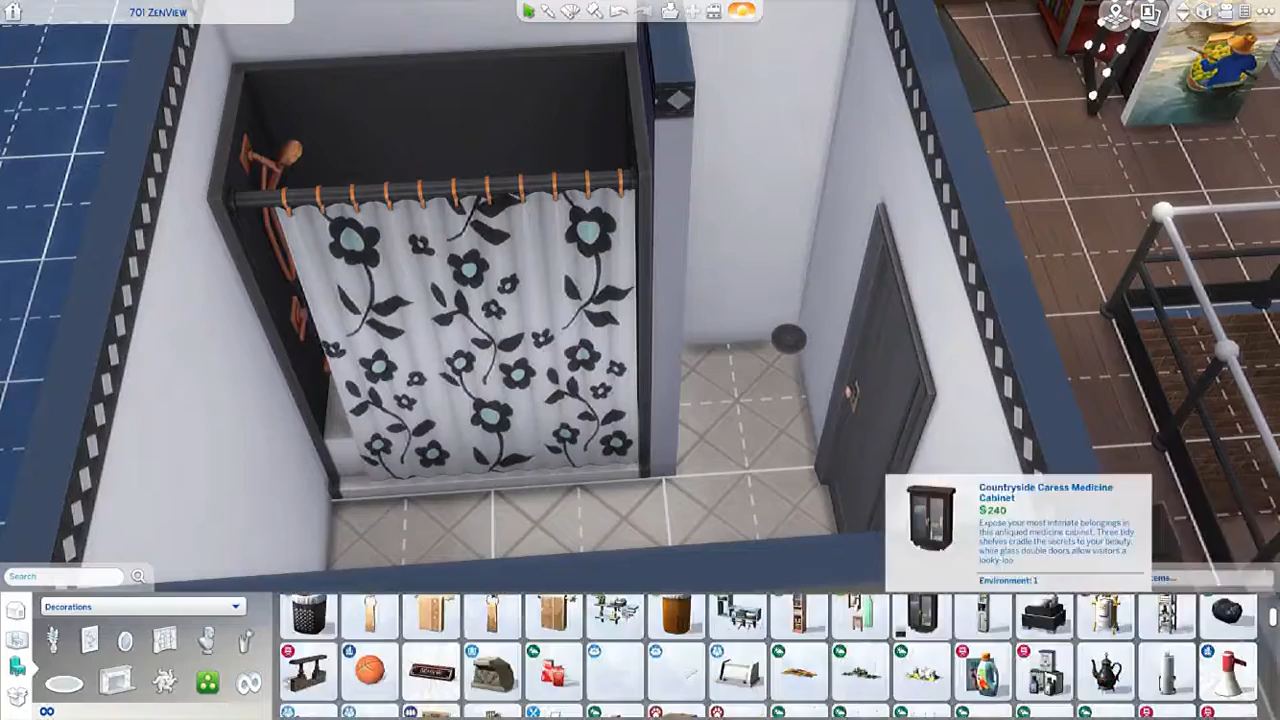 701 ZenView
Countryside Caress Medicine
Cabinet
§240
Expose your most intimate belongings in
this antiqued medicine cabinet. Three tidy
shelves cradle the secrets to your beauty,
while glass double doors allow visitors a
looky-loo
Environment: 1
Search
Decorations